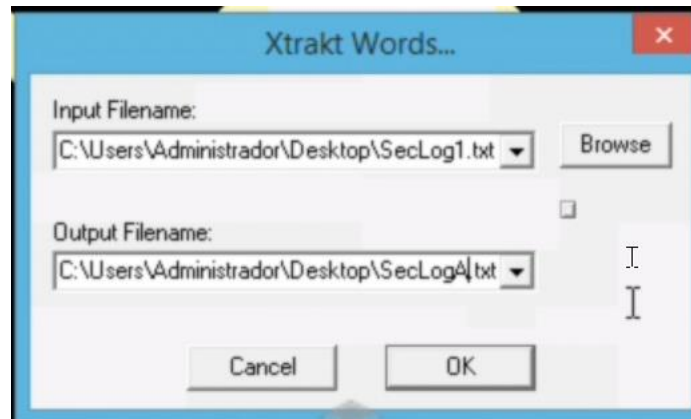 Xtrakt Words...
Input Filename:
C:\Users\Administrador\Desktop\SecLog1.txt
Browse
Output Filename:
C:\Users\Administrador\Desktop\SecLogA.txt
Cancel
OK